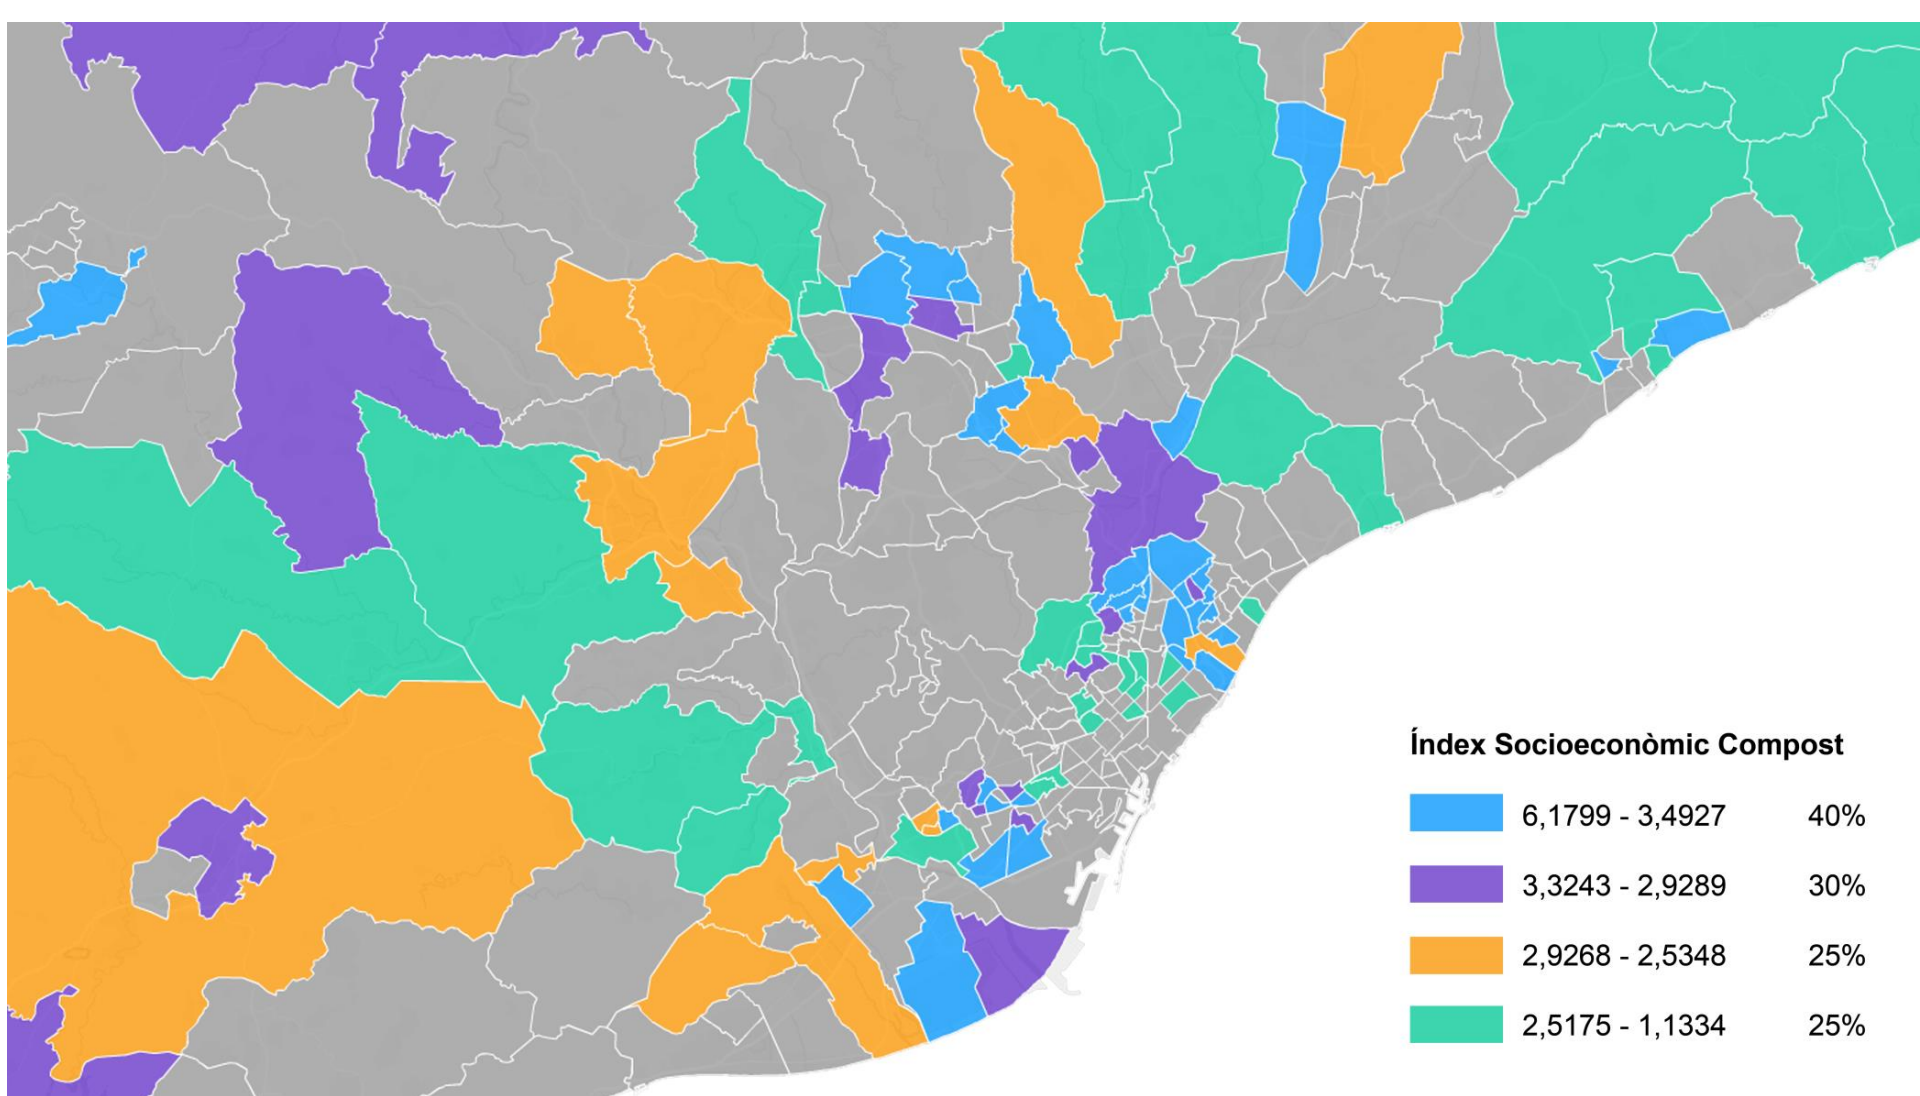 Índex Socioeconòmic Compost
6,1799 - 3,4927 40%
3,3243 - 2,9289 30%
2,9268 - 2,5348 25%
2,5175 - 1,1334 25%